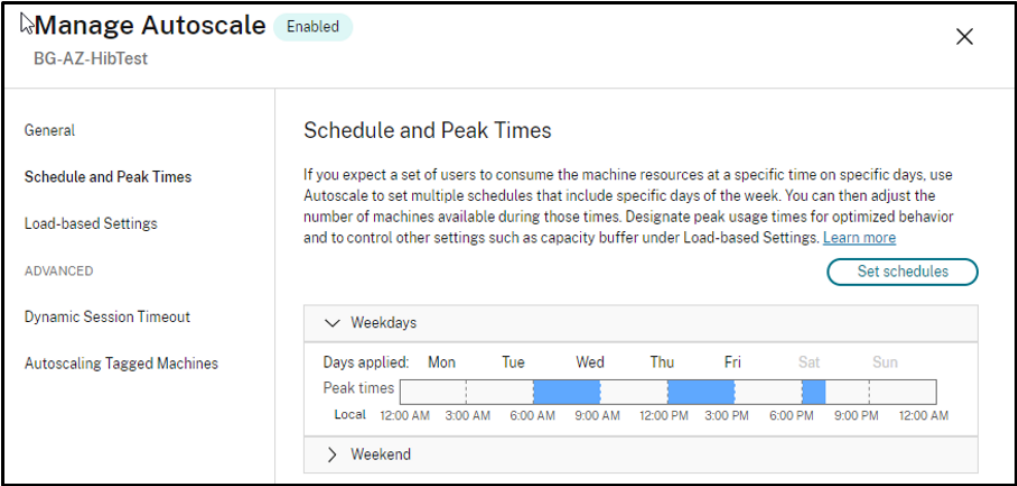 Manage Autoscale Enabled
BG-AZ-HibTest
General
Schedule and Peak Times
Load-based Settings
ADVANCED
Dynamic Session Timeout
Autoscaling Tagged Machines
Schedule and Peak Times
If you expect a set of users to consume the machine resources at a specific time on specific days, use
Autoscale to set multiple schedules that include specific days of the week. You can then adjust the
number of machines available during those times. Designate peak usage times for optimized behavior
and to control other settings such as capacity buffer under Load-based Settings. Learn more
Set schedules
Weekdays
Days applied: Mon Tue Wed Thu Fri Sat Sun
Peak times
Local 12:00 AM 3:00 AM 6:00 AM 9:00 AM 12:00 PM 3:00 PM 6:00 PM 9:00 PM 12:00 AM
Weekend